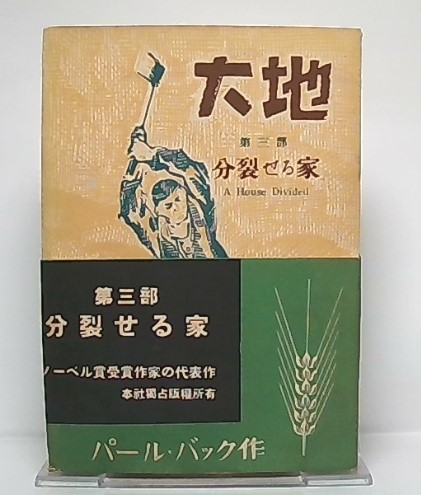 大地
第三部
分裂せる家
A House Divided
第三部
分裂せる家
ノーベル賞受賞作家の代表作
本社獨占版權所有
パール・バック作